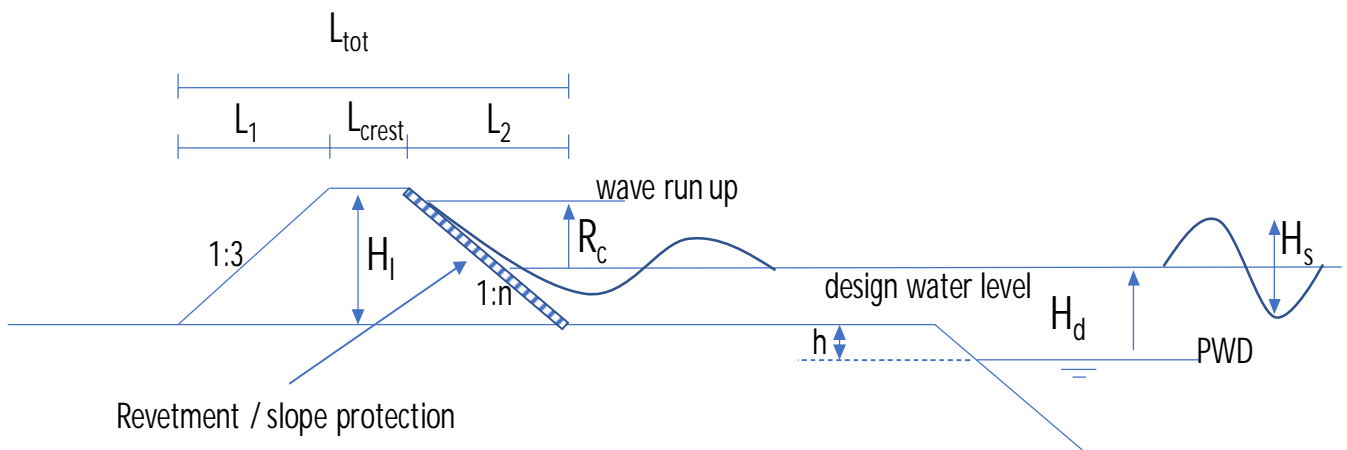 L_tot
L_1
L_crest
L_2
wave run up
R_c
1:3
H_l
1:n
design water level
H_s
H_d
h
PWD
Revetment / slope protection